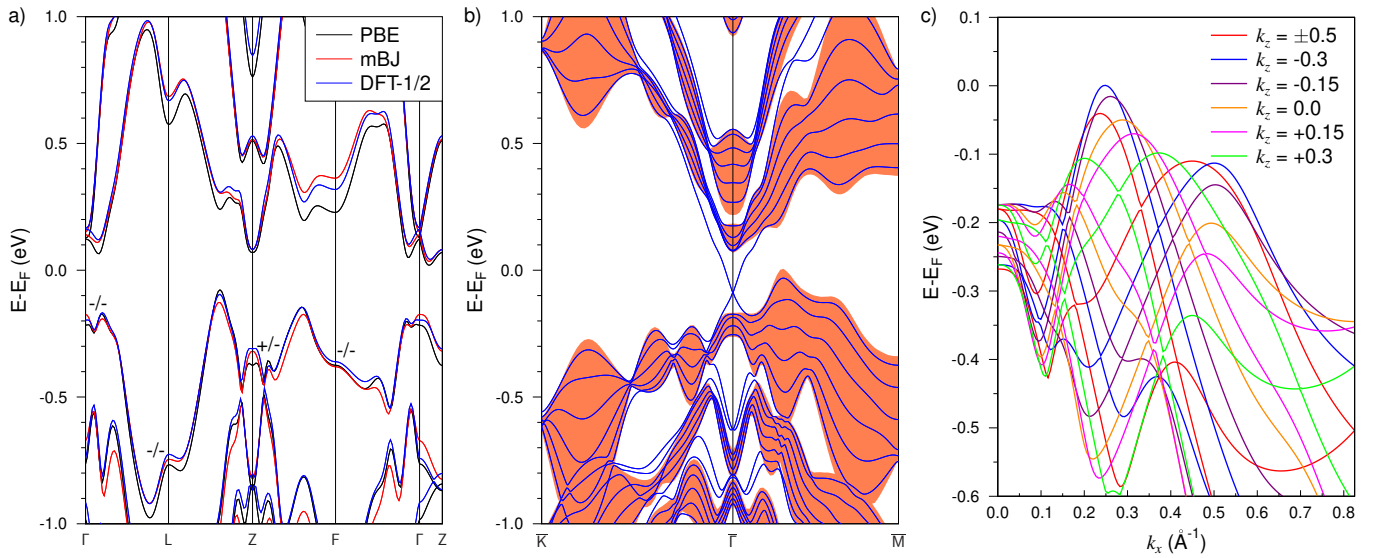 a)
PBE
mBJ
DFT-1/2
E-E_F (eV)
1.0
0.5
0.0
-0.5
-1.0
-/-
-/-
+/-
-/-
Γ
L
Z
F
Γ
Z
b)
E-E_F (eV)
1.0
0.5
0.0
-0.5
-1.0
K̄
Γ̄
M̄
c)
k_z = ±0.5
k_z = -0.3
k_z = -0.15
k_z = 0.0
k_z = +0.15
k_z = +0.3
E-E_F (eV)
0.1
0.0
-0.1
-0.2
-0.3
-0.4
-0.5
-0.6
0.0 0.1 0.2 0.3 0.4 0.5 0.6 0.7 0.8
k_x (Å⁻¹)